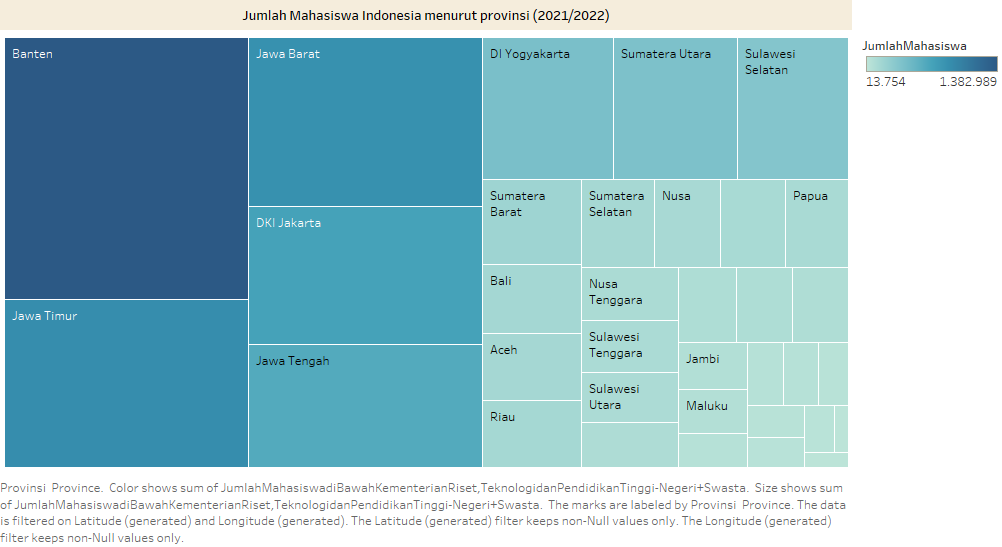 Jumlah Mahasiswa Indonesia menurut provinsi (2021/2022)
Banten
Jawa Barat
DI Yogyakarta
Sumatera Utara
Sulawesi
Selatan
JumlahMahasiswa
13.754
1.382.989
Sumatera
Barat
Sumatera
Selatan
Nusa
Papua
DKI Jakarta
Bali
Nusa
Tenggara
Jawa Timur
Sulawesi
Tenggara
Aceh
Jawa Tengah
Jambi
Sulawesi
Utara
Maluku
Riau
Provinsi  Province.  Color shows sum of JumlahMahasiswadiBawahKementerianRiset,TeknologidanPendidikanTinggi-Negeri+Swasta.  Size shows sum
of JumlahMahasiswadiBawahKementerianRiset,TeknologidanPendidikanTinggi-Negeri+Swasta.  The marks are labeled by Provinsi  Province. The data
is filtered on Latitude (generated) and Longitude (generated). The Latitude (generated) filter keeps non-Null values only. The Longitude (generated)
filter keeps non-Null values only.